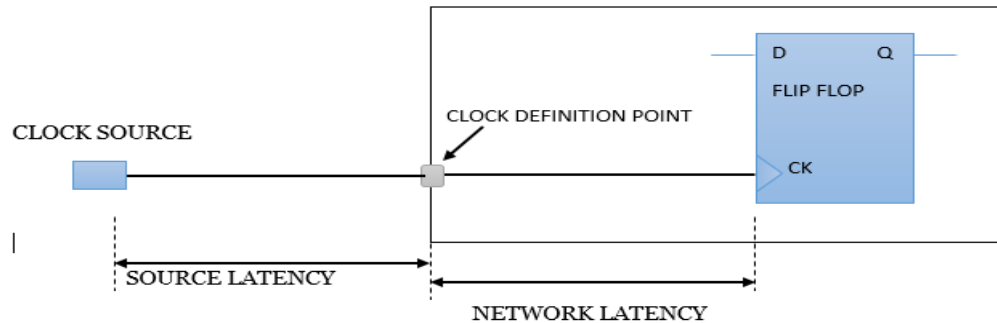 D Q
FLIP FLOP
CLOCK DEFINITION POINT
CLOCK SOURCE
CK
SOURCE LATENCY
NETWORK LATENCY